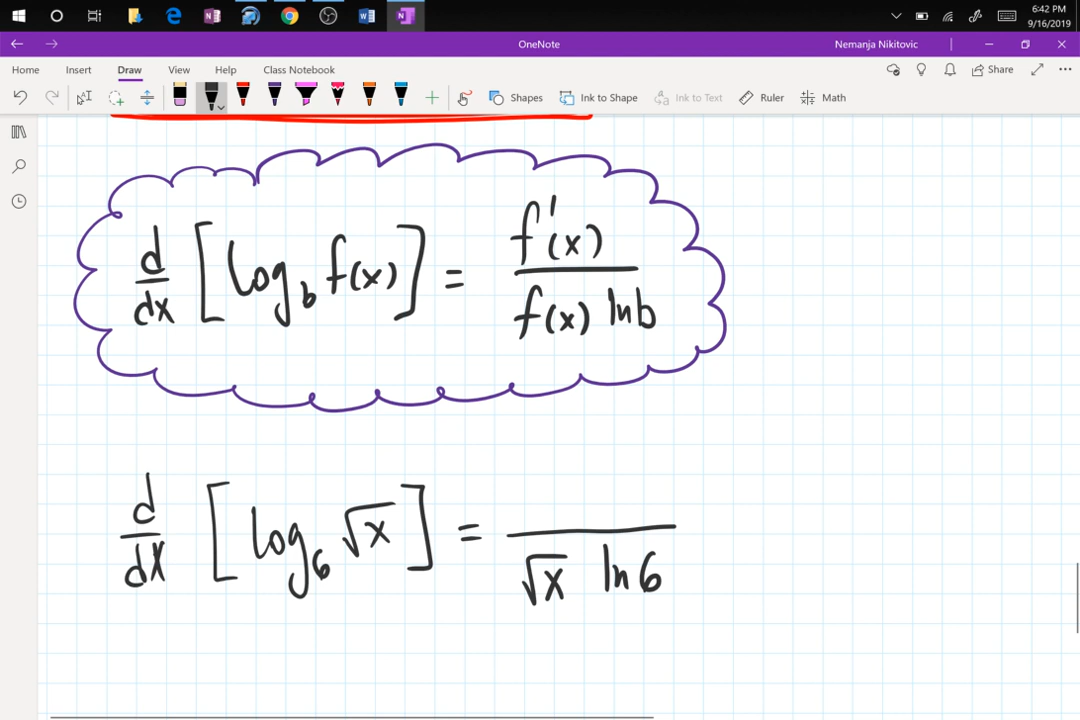 6:42 PM
9/16/2019
OneNote
Nemanja Nikitovic
Home Insert Draw View Help Class Notebook Share
Shapes Ink to Shape Ink to Text Ruler Math
d/dx [log_b f(x)] = f'(x) / f(x) ln b
d/dx [log_6 √x] = / √x ln 6